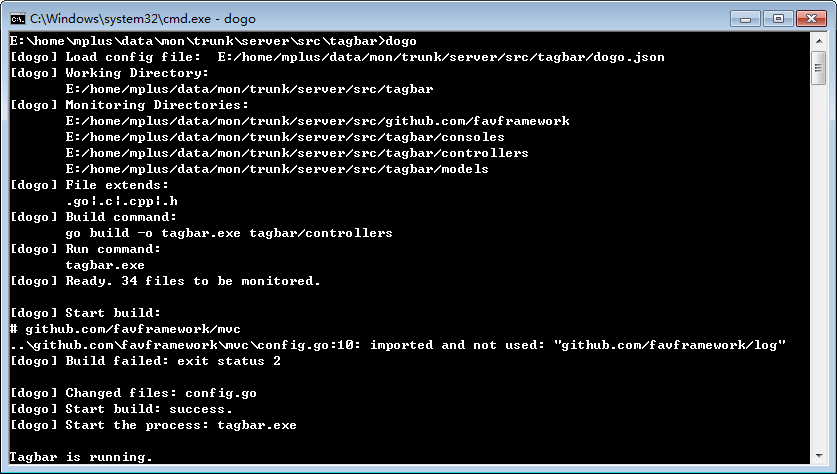 C:\Windows\system32\cmd.exe - dogo
E:\home\mplus\data\mon\trunk\server\src\tagbar>dogo
[dogo] Load config file:  E:/home/mplus/data/mon/trunk/server/src/tagbar/dogo.json
[dogo] Working Directory:
       E:/home/mplus/data/mon/trunk/server/src/tagbar
[dogo] Monitoring Directories:
       E:/home/mplus/data/mon/trunk/server/src/github.com/favframework
       E:/home/mplus/data/mon/trunk/server/src/tagbar/consoles
       E:/home/mplus/data/mon/trunk/server/src/tagbar/controllers
       E:/home/mplus/data/mon/trunk/server/src/tagbar/models
[dogo] File extends:
       .go|.c|.cpp|.h
[dogo] Build command:
       go build -o tagbar.exe tagbar/controllers
[dogo] Run command:
       tagbar.exe
[dogo] Ready. 34 files to be monitored.
[dogo] Start build:
# github.com/favframework/mvc
..\github.com\favframework\mvc\config.go:10: imported and not used: "github.com/favframework/log"
[dogo] Build failed: exit status 2
[dogo] Changed files: config.go
[dogo] Start build: success.
[dogo] Start the process: tagbar.exe
Tagbar is running.